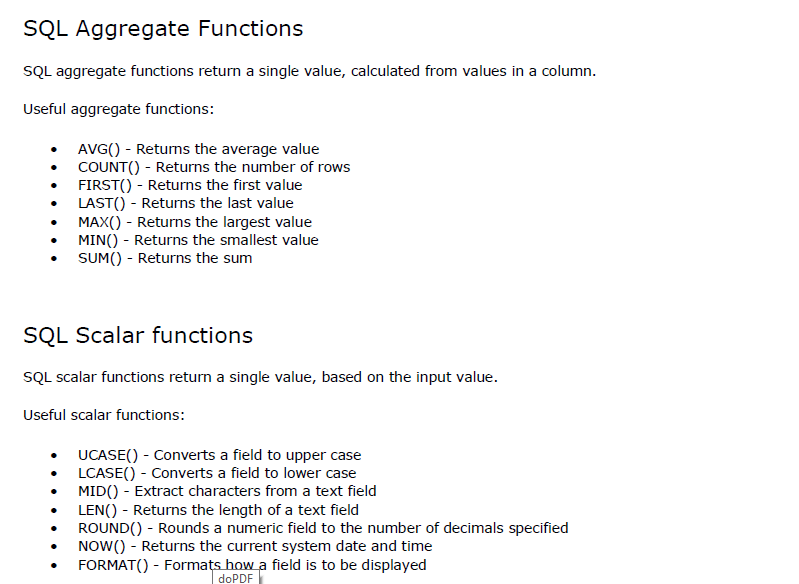 SQL Aggregate Functions
SQL aggregate functions return a single value, calculated from values in a column.
Useful aggregate functions:
• AVG() - Returns the average value
• COUNT() - Returns the number of rows
• FIRST() - Returns the first value
• LAST() - Returns the last value
• MAX() - Returns the largest value
• MIN() - Returns the smallest value
• SUM() - Returns the sum
SQL Scalar functions
SQL scalar functions return a single value, based on the input value.
Useful scalar functions:
• UCASE() - Converts a field to upper case
• LCASE() - Converts a field to lower case
• MID() - Extract characters from a text field
• LEN() - Returns the length of a text field
• ROUND() - Rounds a numeric field to the number of decimals specified
• NOW() - Returns the current system date and time
• FORMAT() - Formats how a field is to be displayed
doPDF